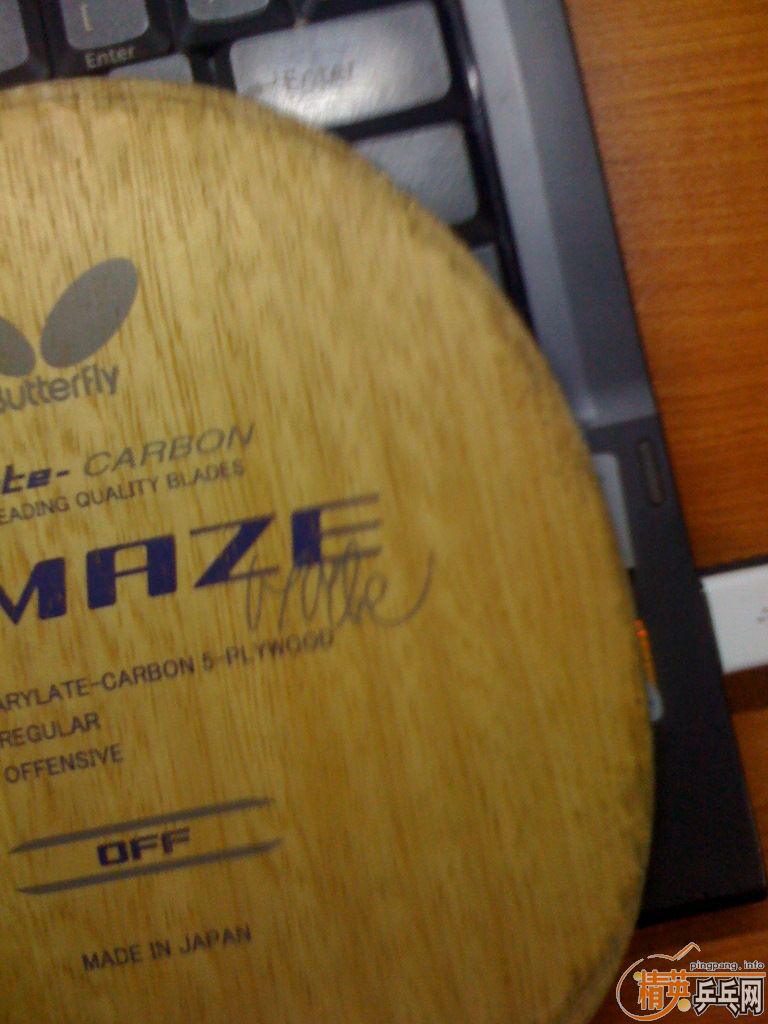 [
Enter
Enter
Butterfly
te-CARBON
EADING QUALITY BLADES
MAZE
ARYLATE-CARBON 5-PLYWOOD
REGULAR
OFFENSIVE
OFF
MADE IN JAPAN
pingpang.info
精英乒乓网